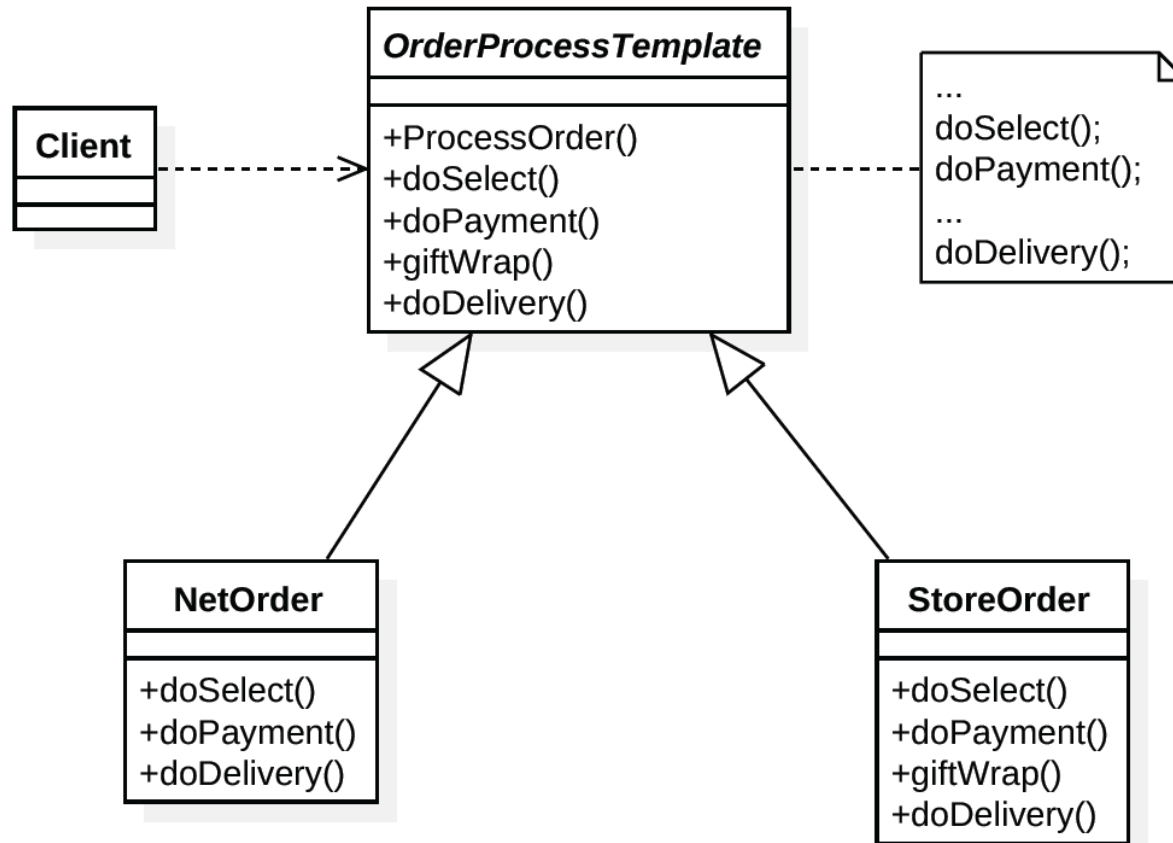 OrderProcessTemplate
+ProcessOrder()
+doSelect()
+doPayment()
+giftWrap()
+doDelivery()
Client
...
doSelect();
doPayment();
...
doDelivery();
NetOrder
+doSelect()
+doPayment()
+doDelivery()
StoreOrder
+doSelect()
+doPayment()
+giftWrap()
+doDelivery()